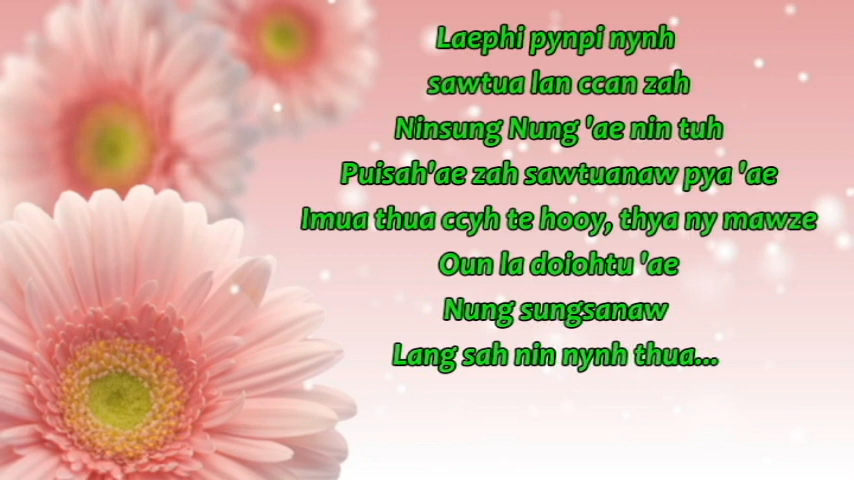 Laephi pynpi nynh
sawtua lan ccan zah
Ninsung Nung 'ae nin tuh
Puisah'ae zah sawtuanaw pya 'ae
Imua thua ccyh te hooy, thya ny mawze
Oun la doiohtu 'ae
Nung sungsanaw
Lang sah nin nynh thua...